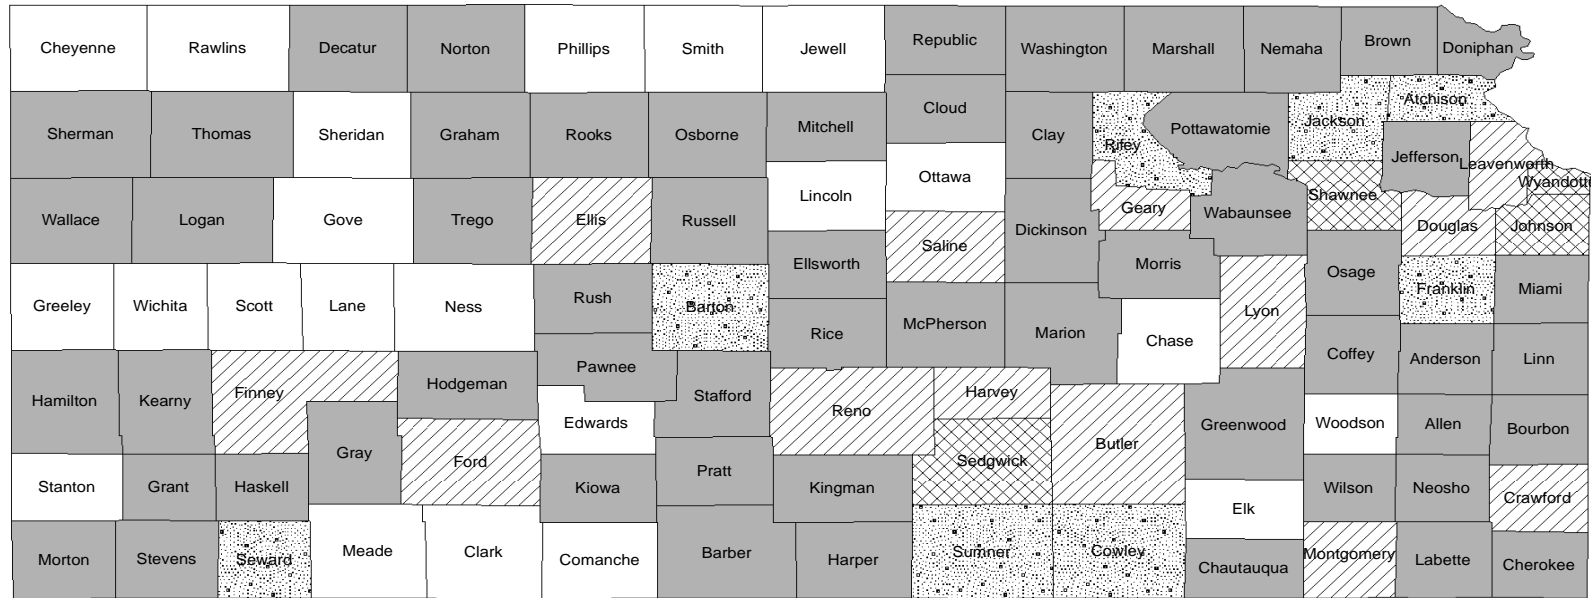 Cheyenne
Rawlins
Decatur
Norton
Phillips
Smith
Jewell
Republic
Washington
Marshall
Nemaha
Brown
Doniphan
Sherman
Thomas
Sheridan
Graham
Rooks
Osborne
Mitchell
Cloud
Clay
Riley
Pottawatomie
Jackson
Atchison
Jefferson
Leavenworth
Wyandotte
Wallace
Logan
Gove
Trego
Ellis
Russell
Lincoln
Ottawa
Saline
Dickinson
Geary
Wabaunsee
Shawnee
Douglas
Johnson
Greeley
Wichita
Scott
Lane
Ness
Rush
Barton
Ellsworth
Rice
McPherson
Marion
Morris
Chase
Lyon
Osage
Franklin
Miami
Hamilton
Kearny
Finney
Hodgeman
Pawnee
Stafford
Edwards
Reno
Harvey
Sedgwick
Butler
Greenwood
Coffey
Anderson
Linn
Woodson
Allen
Bourbon
Gray
Ford
Stanton
Grant
Haskell
Kiowa
Pratt
Kingman
Elk
Wilson
Neosho
Crawford
Morton
Stevens
Seward
Meade
Clark
Comanche
Barber
Harper
Sumner
Cowley
Chautauqua
Montgomery
Labette
Cherokee